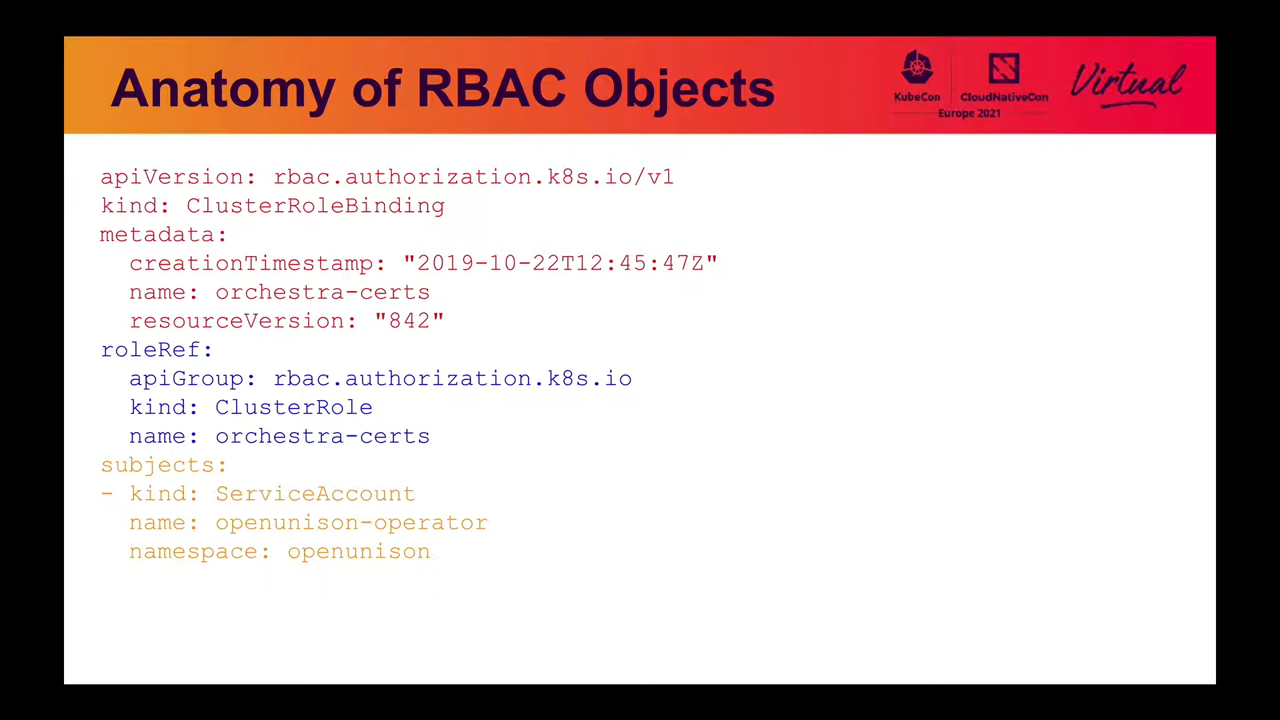 Anatomy of RBAC Objects
KubeCon CloudNativeCon
Europe 2021
Virtual
apiVersion: rbac.authorization.k8s.io/v1
kind: ClusterRoleBinding
metadata:
  creationTimestamp: "2019-10-22T12:45:47Z"
  name: orchestra-certs
  resourceVersion: "842"
roleRef:
  apiGroup: rbac.authorization.k8s.io
  kind: ClusterRole
  name: orchestra-certs
subjects:
- kind: ServiceAccount
  name: openunison-operator
  namespace: openunison